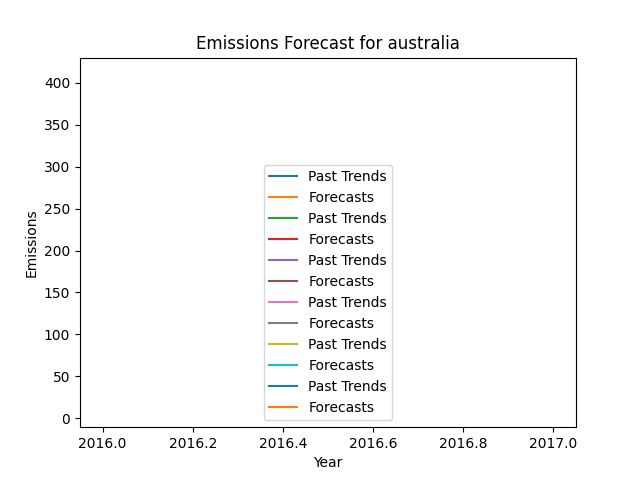 Emissions Forecast for australia
400
350
300
250
200
150
100
50
0
Emissions
Past Trends
Forecasts
Past Trends
Forecasts
Past Trends
Forecasts
Past Trends
Forecasts
Past Trends
Forecasts
Past Trends
Forecasts
2016.0 2016.2 2016.4 2016.6 2016.8 2017.0
Year